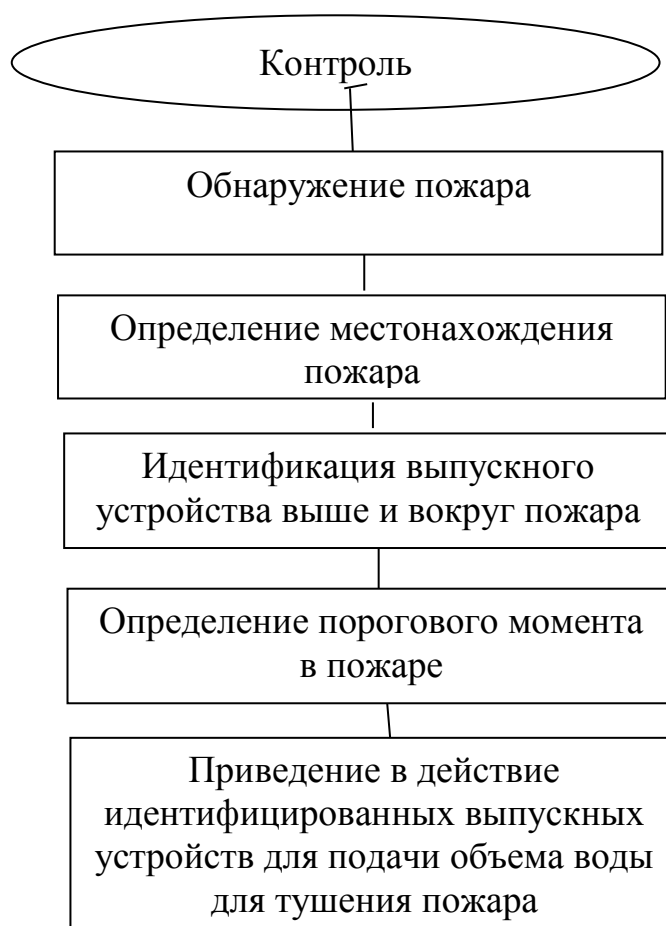 Контроль
Обнаружение пожара
Определение местонахождения
пожара
Идентификация выпускного
устройства выше и вокруг пожара
Определение порогового момента
в пожаре
Приведение в действие
идентифицированных выпускных
устройств для подачи объема воды
для тушения пожара